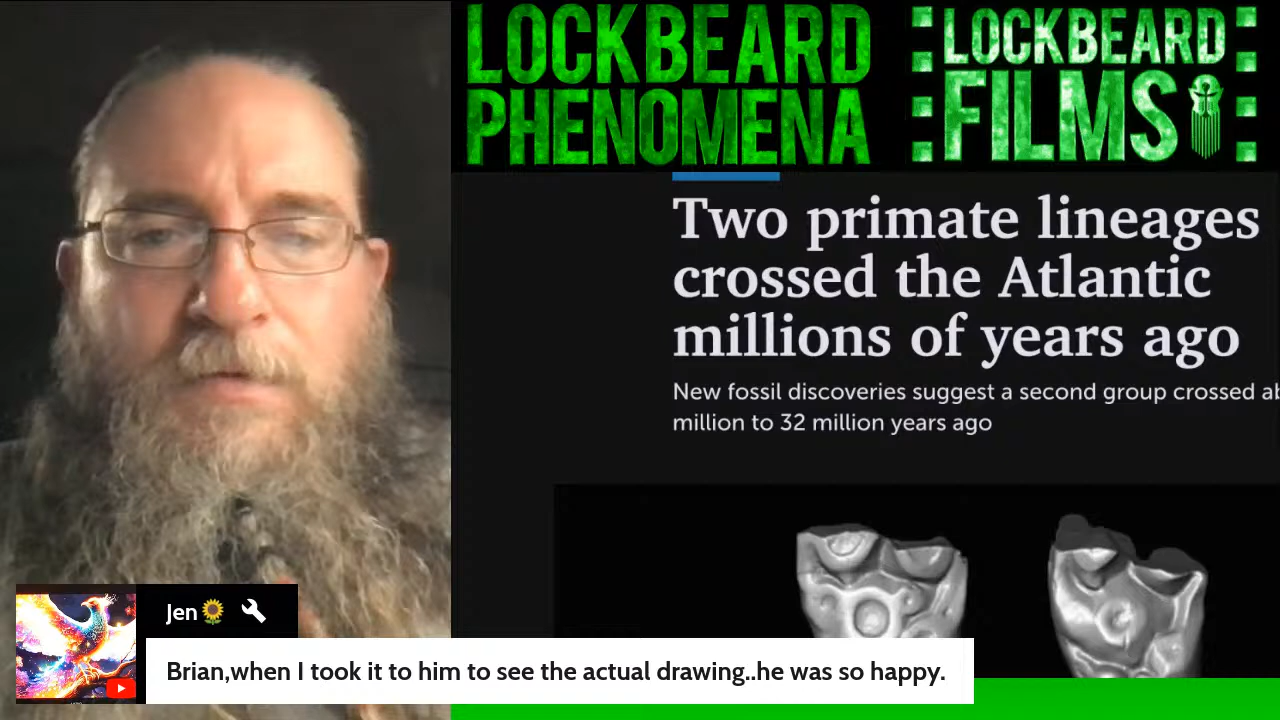 LOCKBEARD
PHENOMENA
LOCKBEARD
FILMS
Two primate lineages
crossed the Atlantic
millions of years ago
New fossil discoveries suggest a second group crossed
million to 32 million years ago
Jen🌻
Brian,when I took it to him to see the actual drawing..he was so happy.